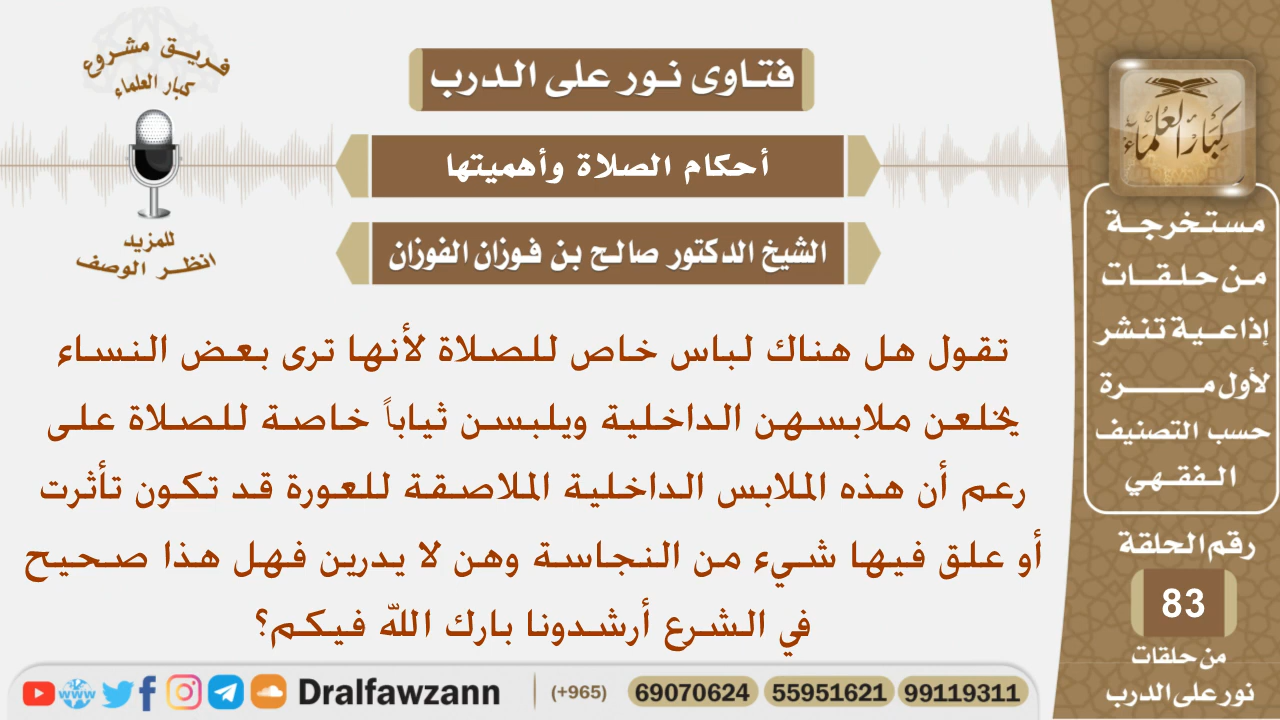 فريق مشروع
كبار العلماء
للمزيد
انظر الوصف
فتاوى نور على الدرب
أحكام الصلاة وأهميتها
الشيخ الدكتور صالح بن فوزان الفوزان
تقول هل هناك لباس خاص للصلاة لأنها ترى بعض النساء
يخلعن ملابسهن الداخلية ويلبسن ثياباً خاصة للصلاة على
رعم أن هذه الملابس الداخلية الملاصقة للعورة قد تكون تأثرت
أو علق فيها شيء من النجاسة وهن لا يدرين فهل هذا صحيح
في الشرع أرشدونا بارك الله فيكم؟
كبار العلماء
مستخرجة
من حلقات
إذاعية تنشر
لأول مرة
حسب التصنيف
الفقهي
رقم الحلقة
83
من حلقات
نور على الدرب
www
Dralfawzann
(+965)
69070624
55951621
99119311